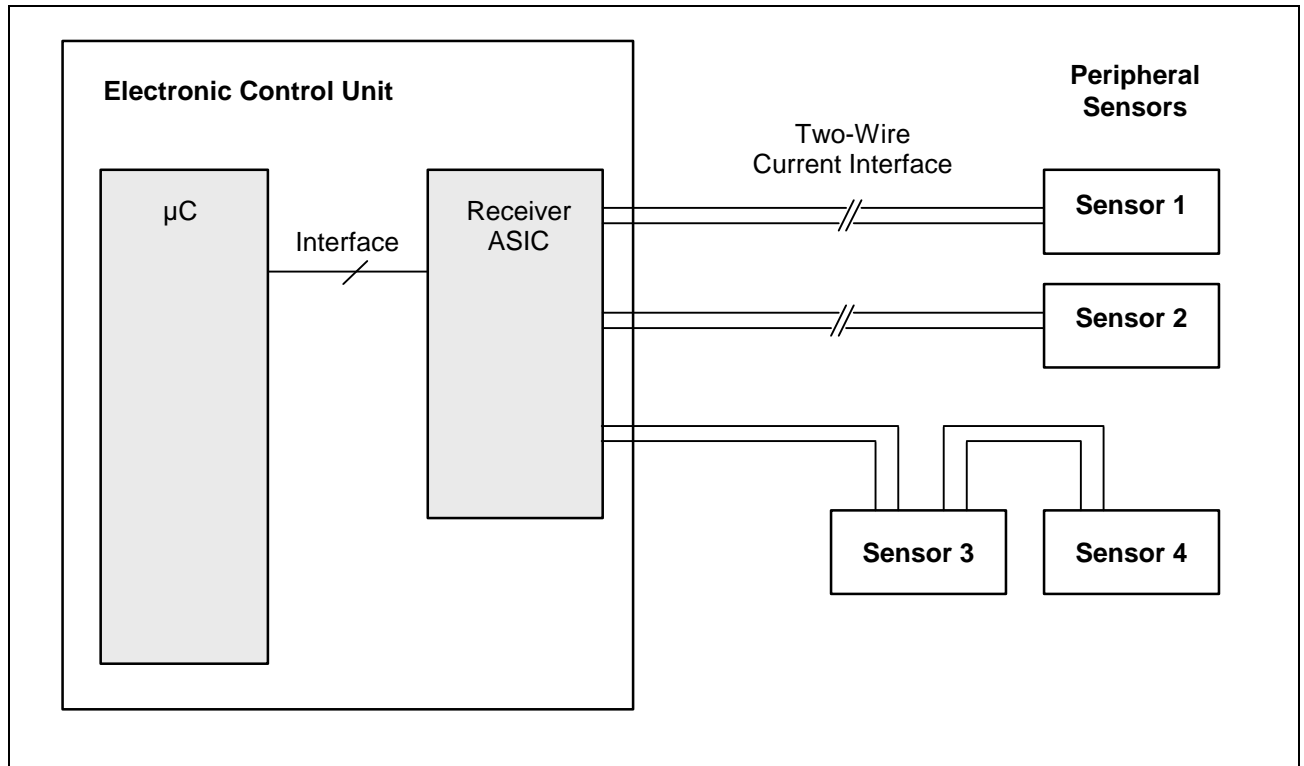 Electronic Control Unit
Peripheral
Sensors
Two-Wire
Current Interface
µC
Interface
Receiver
ASIC
Sensor 1
Sensor 2
Sensor 3
Sensor 4